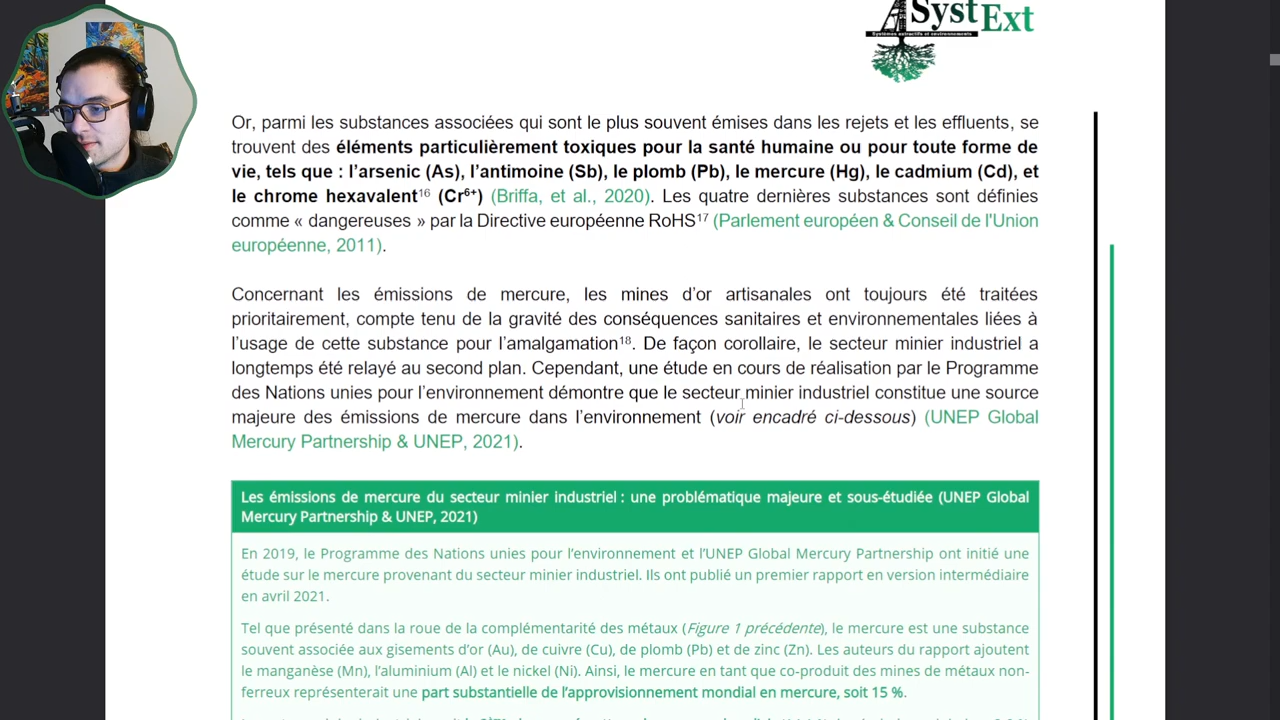 SystExt
Systèmes extractifs et environnements
Or, parmi les substances associées qui sont le plus souvent émises dans les rejets et les effluents, se
trouvent des éléments particulièrement toxiques pour la santé humaine ou pour toute forme de
vie, tels que : l’arsenic (As), l’antimoine (Sb), le plomb (Pb), le mercure (Hg), le cadmium (Cd), et
le chrome hexavalent¹⁶ (Cr⁶⁺) (Briffa, et al., 2020). Les quatre dernières substances sont définies
comme « dangereuses » par la Directive européenne RoHS¹⁷ (Parlement européen & Conseil de l'Union
européenne, 2011).
Concernant les émissions de mercure, les mines d’or artisanales ont toujours été traitées
prioritairement, compte tenu de la gravité des conséquences sanitaires et environnementales liées à
l’usage de cette substance pour l’amalgamation¹⁸. De façon corollaire, le secteur minier industriel a
longtemps été relayé au second plan. Cependant, une étude en cours de réalisation par le Programme
des Nations unies pour l’environnement démontre que le secteur minier industriel constitue une source
majeure des émissions de mercure dans l’environnement (voir encadré ci-dessous) (UNEP Global
Mercury Partnership & UNEP, 2021).
Les émissions de mercure du secteur minier industriel : une problématique majeure et sous-étudiée (UNEP Global
Mercury Partnership & UNEP, 2021)
En 2019, le Programme des Nations unies pour l’environnement et l’UNEP Global Mercury Partnership ont initié une
étude sur le mercure provenant du secteur minier industriel. Ils ont publié un premier rapport en version intermédiaire
en avril 2021.
Tel que présenté dans la roue de la complémentarité des métaux (Figure 1 précédente), le mercure est une substance
souvent associée aux gisements d’or (Au), de cuivre (Cu), de plomb (Pb) et de zinc (Zn). Les auteurs du rapport ajoutent
le manganèse (Mn), l’aluminium (Al) et le nickel (Ni). Ainsi, le mercure en tant que co-produit des mines de métaux non-
ferreux représenterait une part substantielle de l’approvisionnement mondial en mercure, soit 15 %.